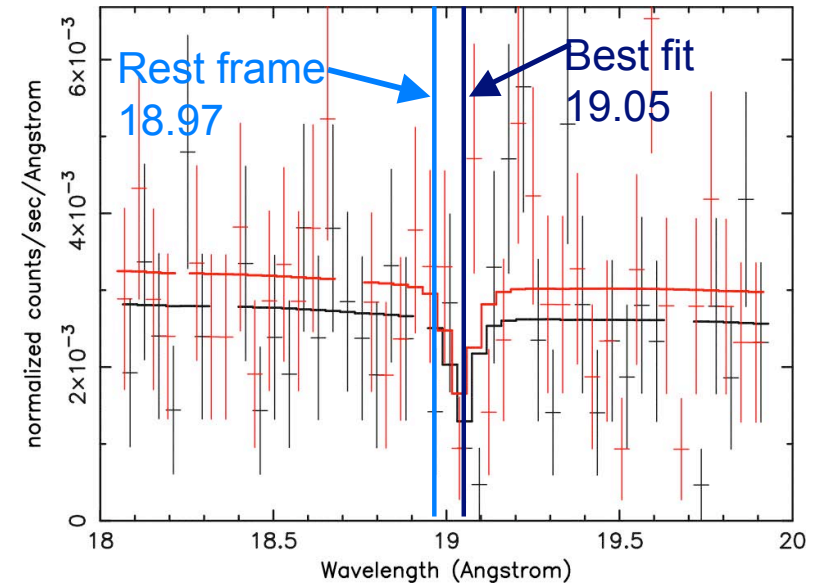 Rest frame
18.97
Best fit
19.05
normalized counts/sec/Angstrom
6×10⁻³
4×10⁻³
2×10⁻³
0
18
18.5
19
19.5
20
Wavelength (Angstrom)